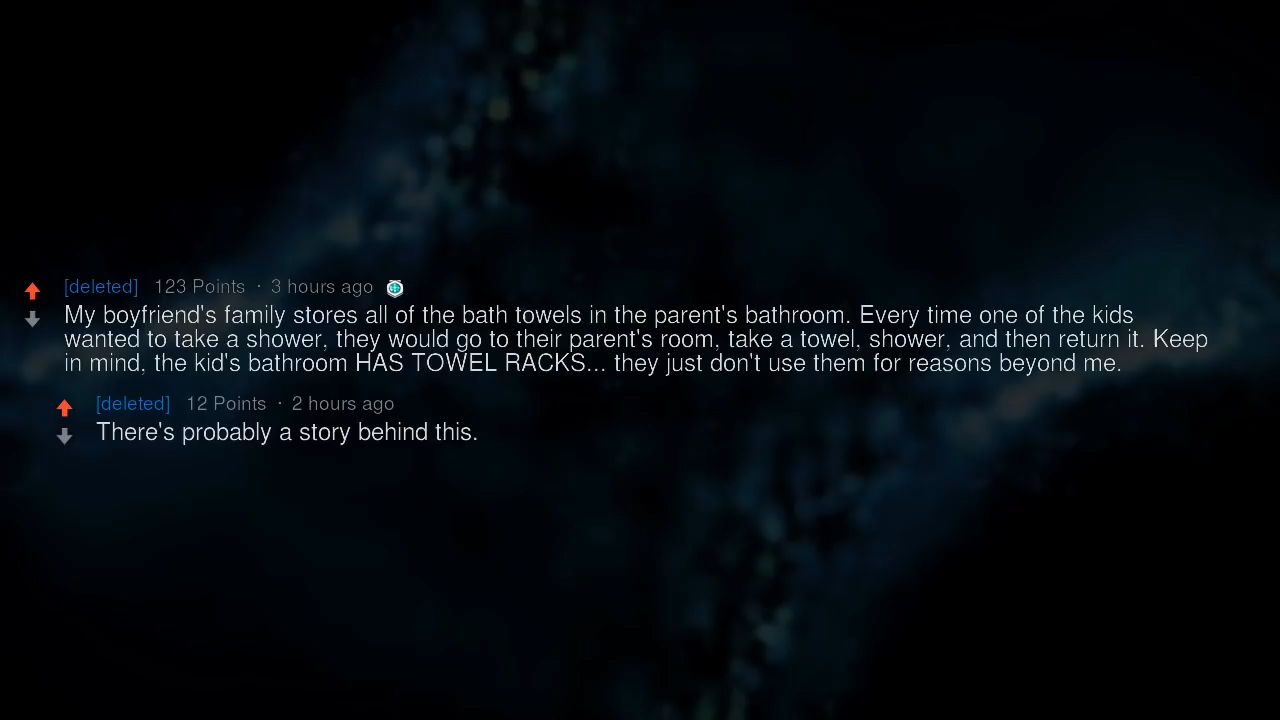 [deleted] 123 Points · 3 hours ago
My boyfriend's family stores all of the bath towels in the parent's bathroom. Every time one of the kids
wanted to take a shower, they would go to their parent's room, take a towel, shower, and then return it. Keep
in mind, the kid's bathroom HAS TOWEL RACKS... they just don't use them for reasons beyond me.
[deleted] 12 Points · 2 hours ago
There's probably a story behind this.